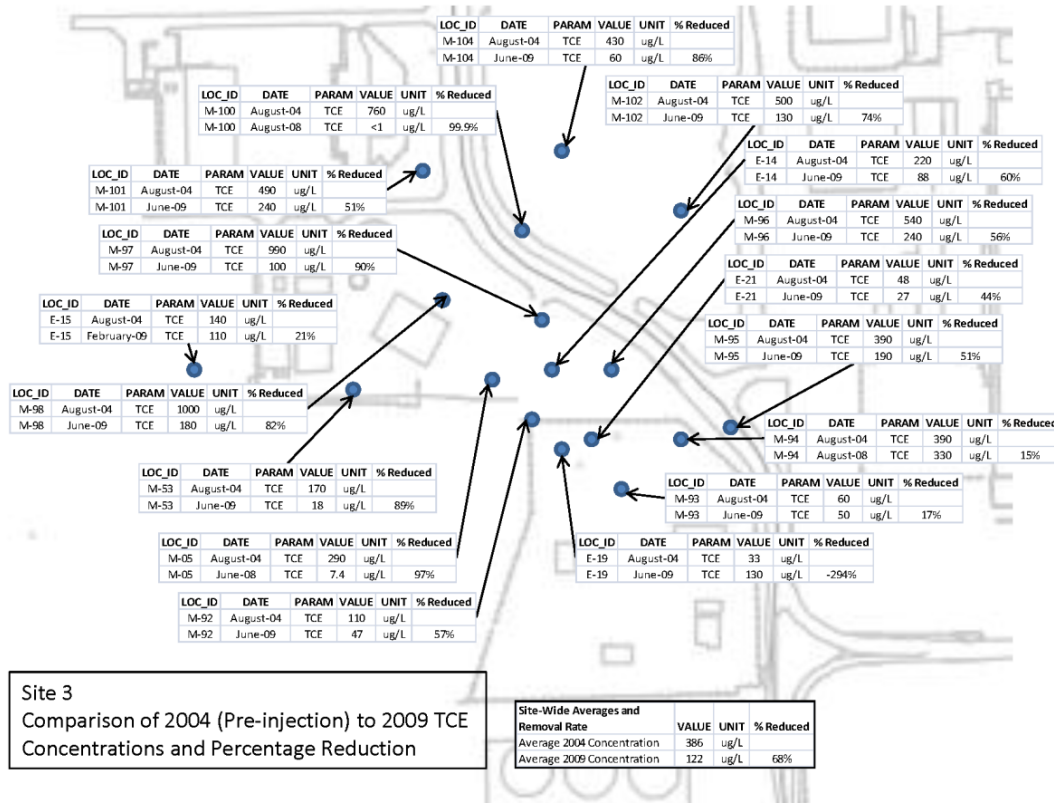 LOC_ID DATE PARAM VALUE UNIT % Reduced
M-104 August-04 TCE 430 ug/L
M-104 June-09 TCE 60 ug/L 86%
LOC_ID DATE PARAM VALUE UNIT % Reduced
M-102 August-04 TCE 500 ug/L
M-102 June-09 TCE 130 ug/L 74%
LOC_ID DATE PARAM VALUE UNIT % Reduced
M-100 August-04 TCE 760 ug/L
M-100 August-08 TCE <1 ug/L 99.9%
LOC_ID DATE PARAM VALUE UNIT % Reduced
E-14 August-04 TCE 220 ug/L
E-14 June-09 TCE 88 ug/L 60%
LOC_ID DATE PARAM VALUE UNIT % Reduced
M-101 August-04 TCE 490 ug/L
M-101 June-09 TCE 240 ug/L 51%
LOC_ID DATE PARAM VALUE UNIT % Reduced
M-96 August-04 TCE 540 ug/L
M-96 June-09 TCE 240 ug/L 56%
LOC_ID DATE PARAM VALUE UNIT % Reduced
M-97 August-04 TCE 990 ug/L
M-97 June-09 TCE 100 ug/L 90%
LOC_ID DATE PARAM VALUE UNIT % Reduced
E-21 August-04 TCE 48 ug/L
E-21 June-09 TCE 27 ug/L 44%
LOC_ID DATE PARAM VALUE UNIT % Reduced
E-15 August-04 TCE 140 ug/L
E-15 February-09 TCE 110 ug/L 21%
LOC_ID DATE PARAM VALUE UNIT % Reduced
M-95 August-04 TCE 390 ug/L
M-95 June-09 TCE 190 ug/L 51%
LOC_ID DATE PARAM VALUE UNIT % Reduced
M-98 August-04 TCE 1000 ug/L
M-98 June-09 TCE 180 ug/L 82%
LOC_ID DATE PARAM VALUE UNIT % Reduced
M-94 August-04 TCE 390 ug/L
M-94 August-08 TCE 330 ug/L 15%
LOC_ID DATE PARAM VALUE UNIT % Reduced
M-53 August-04 TCE 170 ug/L
M-53 June-09 TCE 18 ug/L 89%
LOC_ID DATE PARAM VALUE UNIT % Reduced
M-93 August-04 TCE 60 ug/L
M-93 June-09 TCE 50 ug/L 17%
LOC_ID DATE PARAM VALUE UNIT % Reduced
M-05 August-04 TCE 290 ug/L
M-05 June-08 TCE 7.4 ug/L 97%
LOC_ID DATE PARAM VALUE UNIT % Reduced
E-19 August-04 TCE 33 ug/L
E-19 June-09 TCE 130 ug/L -294%
LOC_ID DATE PARAM VALUE UNIT % Reduced
M-92 August-04 TCE 110 ug/L
M-92 June-09 TCE 47 ug/L 57%
Site 3
Comparison of 2004 (Pre-injection) to 2009 TCE
Concentrations and Percentage Reduction
Site-Wide Averages and
Removal Rate VALUE UNIT % Reduced
Average 2004 Concentration 386 ug/L
Average 2009 Concentration 122 ug/L 68%